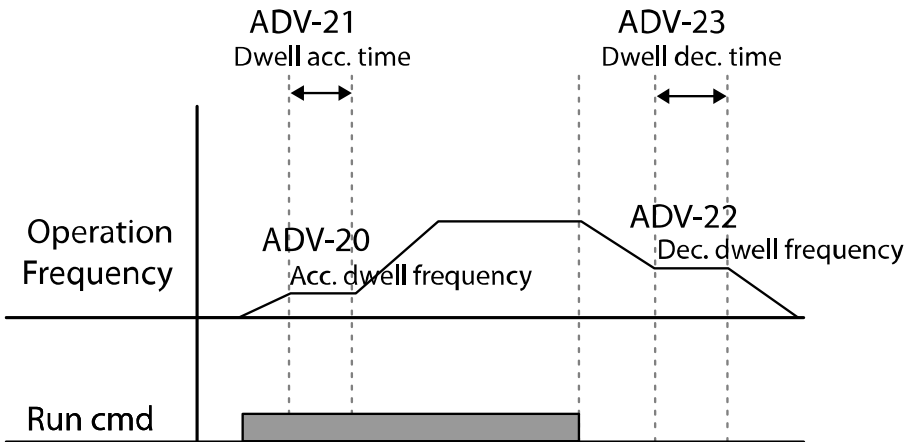 ADV-21
Dwell acc. time
ADV-23
Dwell dec. time
Operation
Frequency
ADV-20
Acc. dwell frequency
ADV-22
Dec. dwell frequency
Run cmd